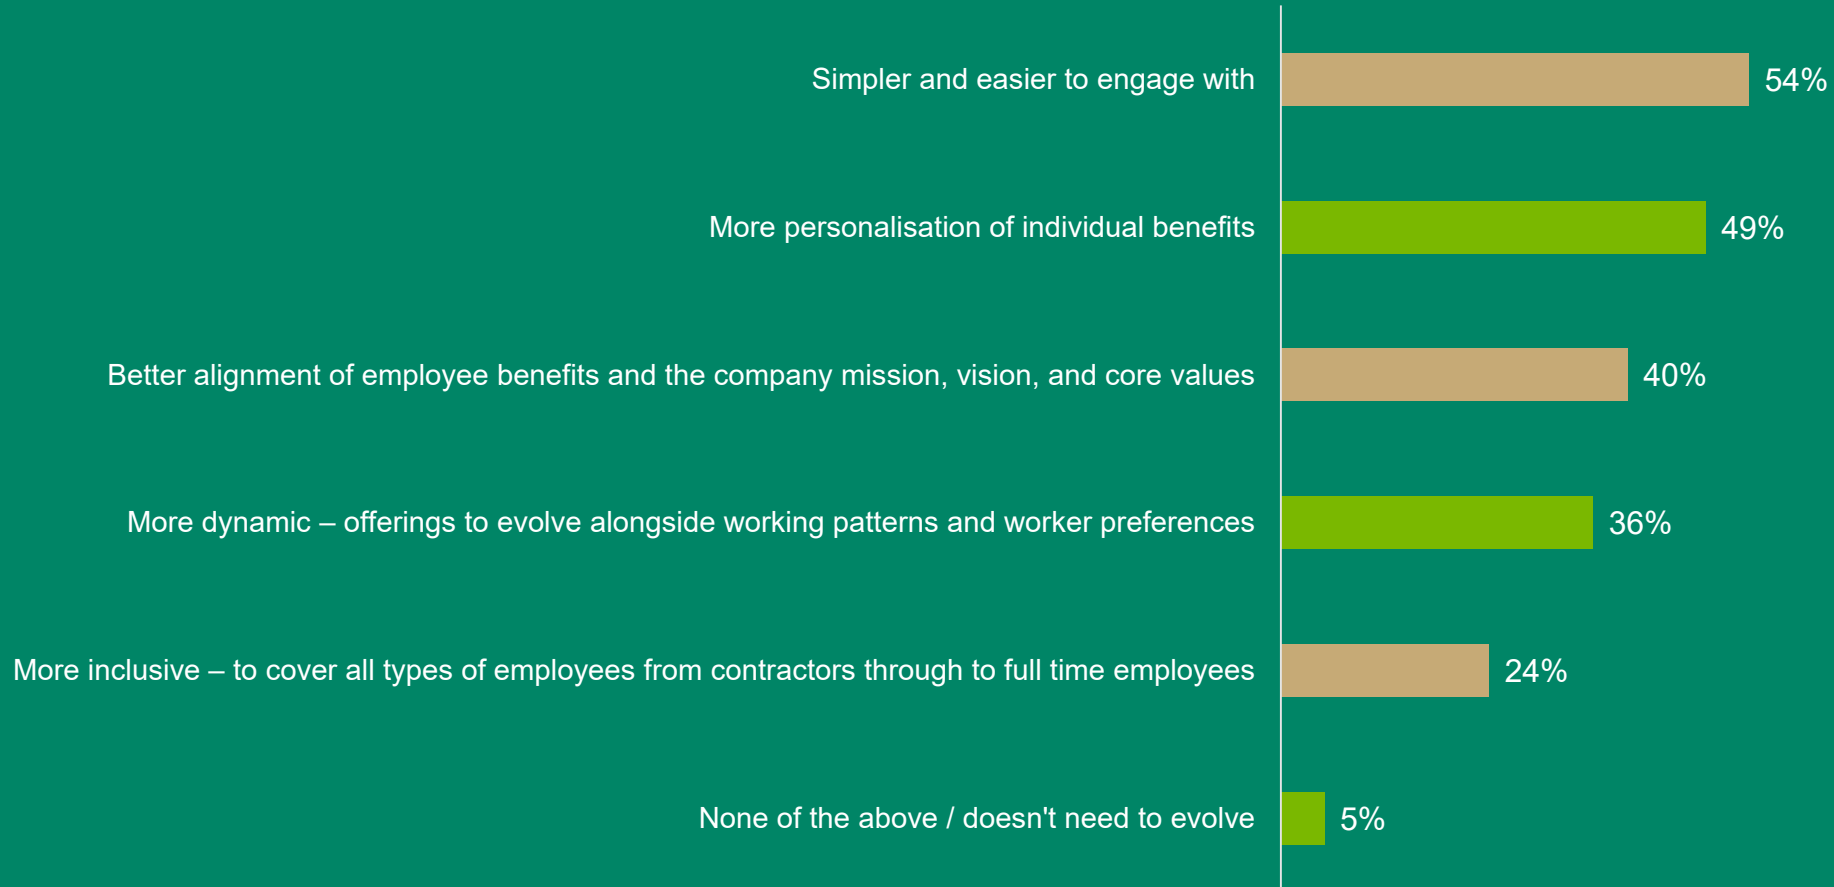 Simpler and easier to engage with 54%
More personalisation of individual benefits 49%
Better alignment of employee benefits and the company mission, vision, and core values 40%
More dynamic – offerings to evolve alongside working patterns and worker preferences 36%
More inclusive – to cover all types of employees from contractors through to full time employees 24%
None of the above / doesn't need to evolve 5%